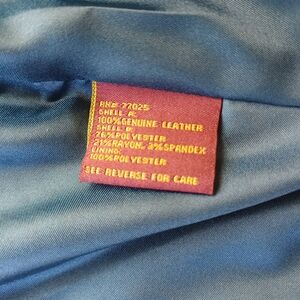 RN# 77025
SHELL A:
100%GENUINE LEATHER
SHELL B:
76%POLYESTER
21%RAYON, 3%SPANDEX
LINING:
100%POLYESTER
SEE REVERSE FOR CARE